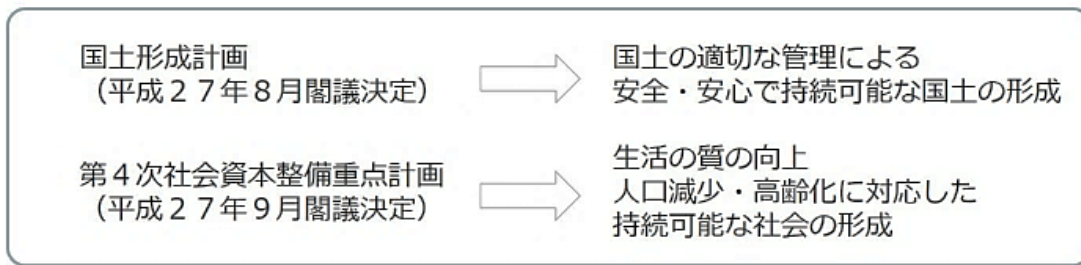 国土形成計画
（平成２７年８月閣議決定）
国土の適切な管理による
安全・安心で持続可能な国土の形成
第４次社会資本整備重点計画
（平成２７年９月閣議決定）
生活の質の向上
人口減少・高齢化に対応した
持続可能な社会の形成